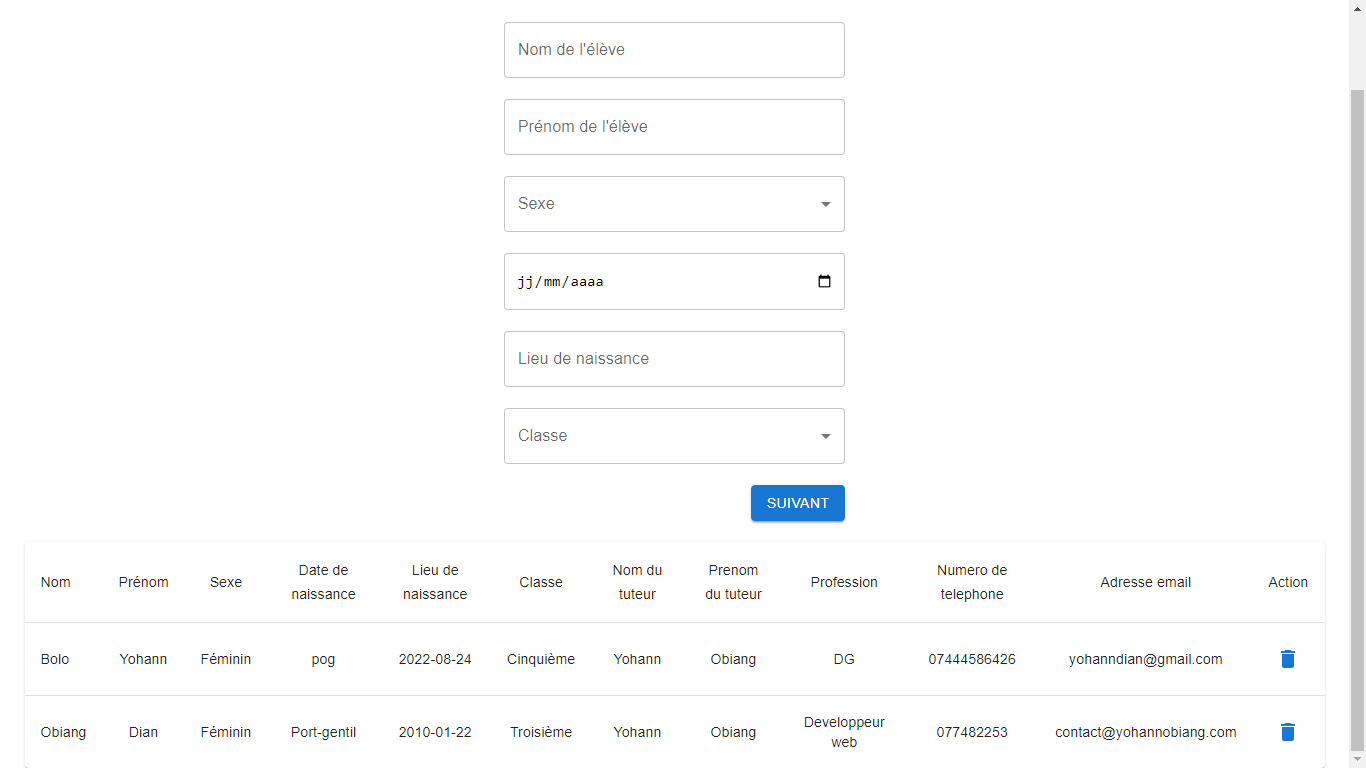 Nom de l'élève
Prénom de l'élève
Sexe
jj/mm/aaaa
Lieu de naissance
Classe
SUIVANT
Nom Prénom Sexe Date de naissance Lieu de naissance Classe Nom du tuteur Prenom du tuteur Profession Numero de telephone Adresse email Action
Bolo Yohann Féminin pog 2022-08-24 Cinquième Yohann Obiang DG 07444586426 yohanndian@gmail.com
Obiang Dian Féminin Port-gentil 2010-01-22 Troisième Yohann Obiang Developpeur web 077482253 contact@yohannobiang.com